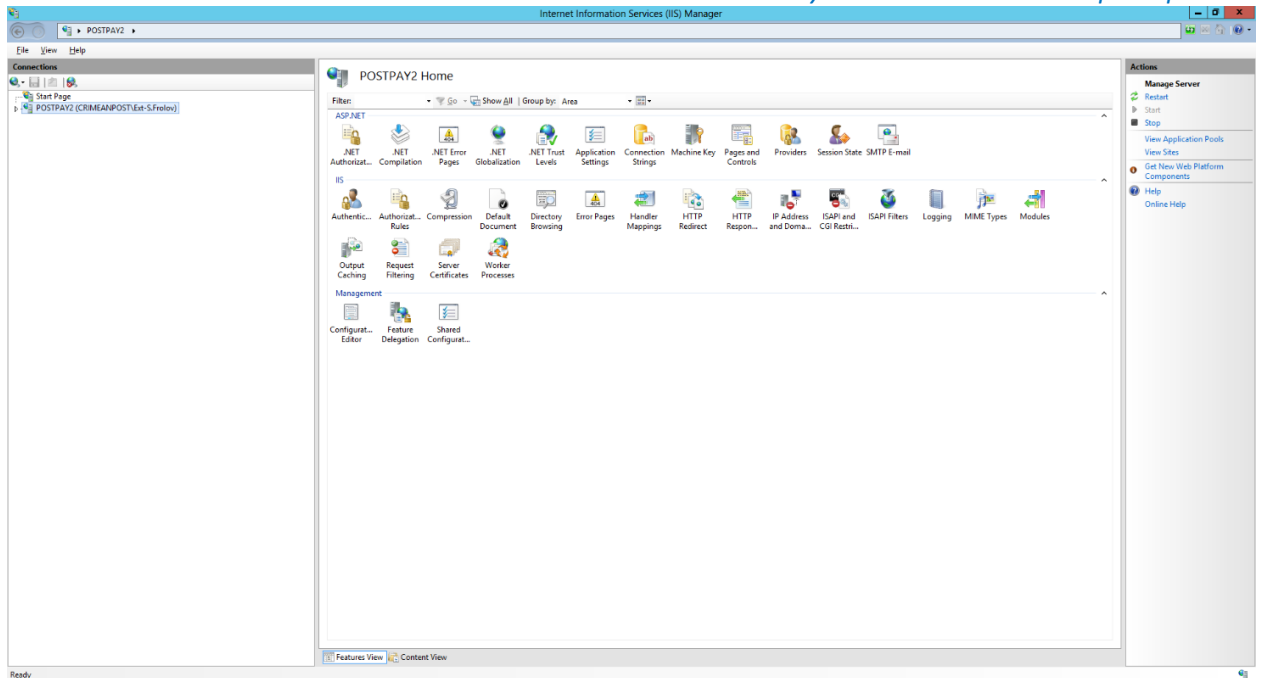 Internet Information Services (IIS) Manager
POSTPAY2
File View Help
Connections
Start Page
POSTPAY2 (CRIMEANPOST\Ext-S.Frolov)
POSTPAY2 Home
Filter: Go Show All Group by: Area
ASP.NET
.NET Authorizat...
.NET Compilation
.NET Error Pages
.NET Globalization
.NET Trust Levels
Application Settings
Connection Strings
Machine Key
Pages and Controls
Providers
Session State
SMTP E-mail
IIS
Authentic...
Authorizat... Rules
Compression
Default Document
Directory Browsing
Error Pages
Handler Mappings
HTTP Redirect
HTTP Respon...
IP Address and Doma...
ISAPI and CGI Restri...
ISAPI Filters
Logging
MIME Types
Modules
Output Caching
Request Filtering
Server Certificates
Worker Processes
Management
Configurat... Editor
Feature Delegation
Shared Configurat...
Features View Content View
Actions
Manage Server
Restart
Start
Stop
View Application Pools
View Sites
Get New Web Platform
Components
Help
Online Help
Ready